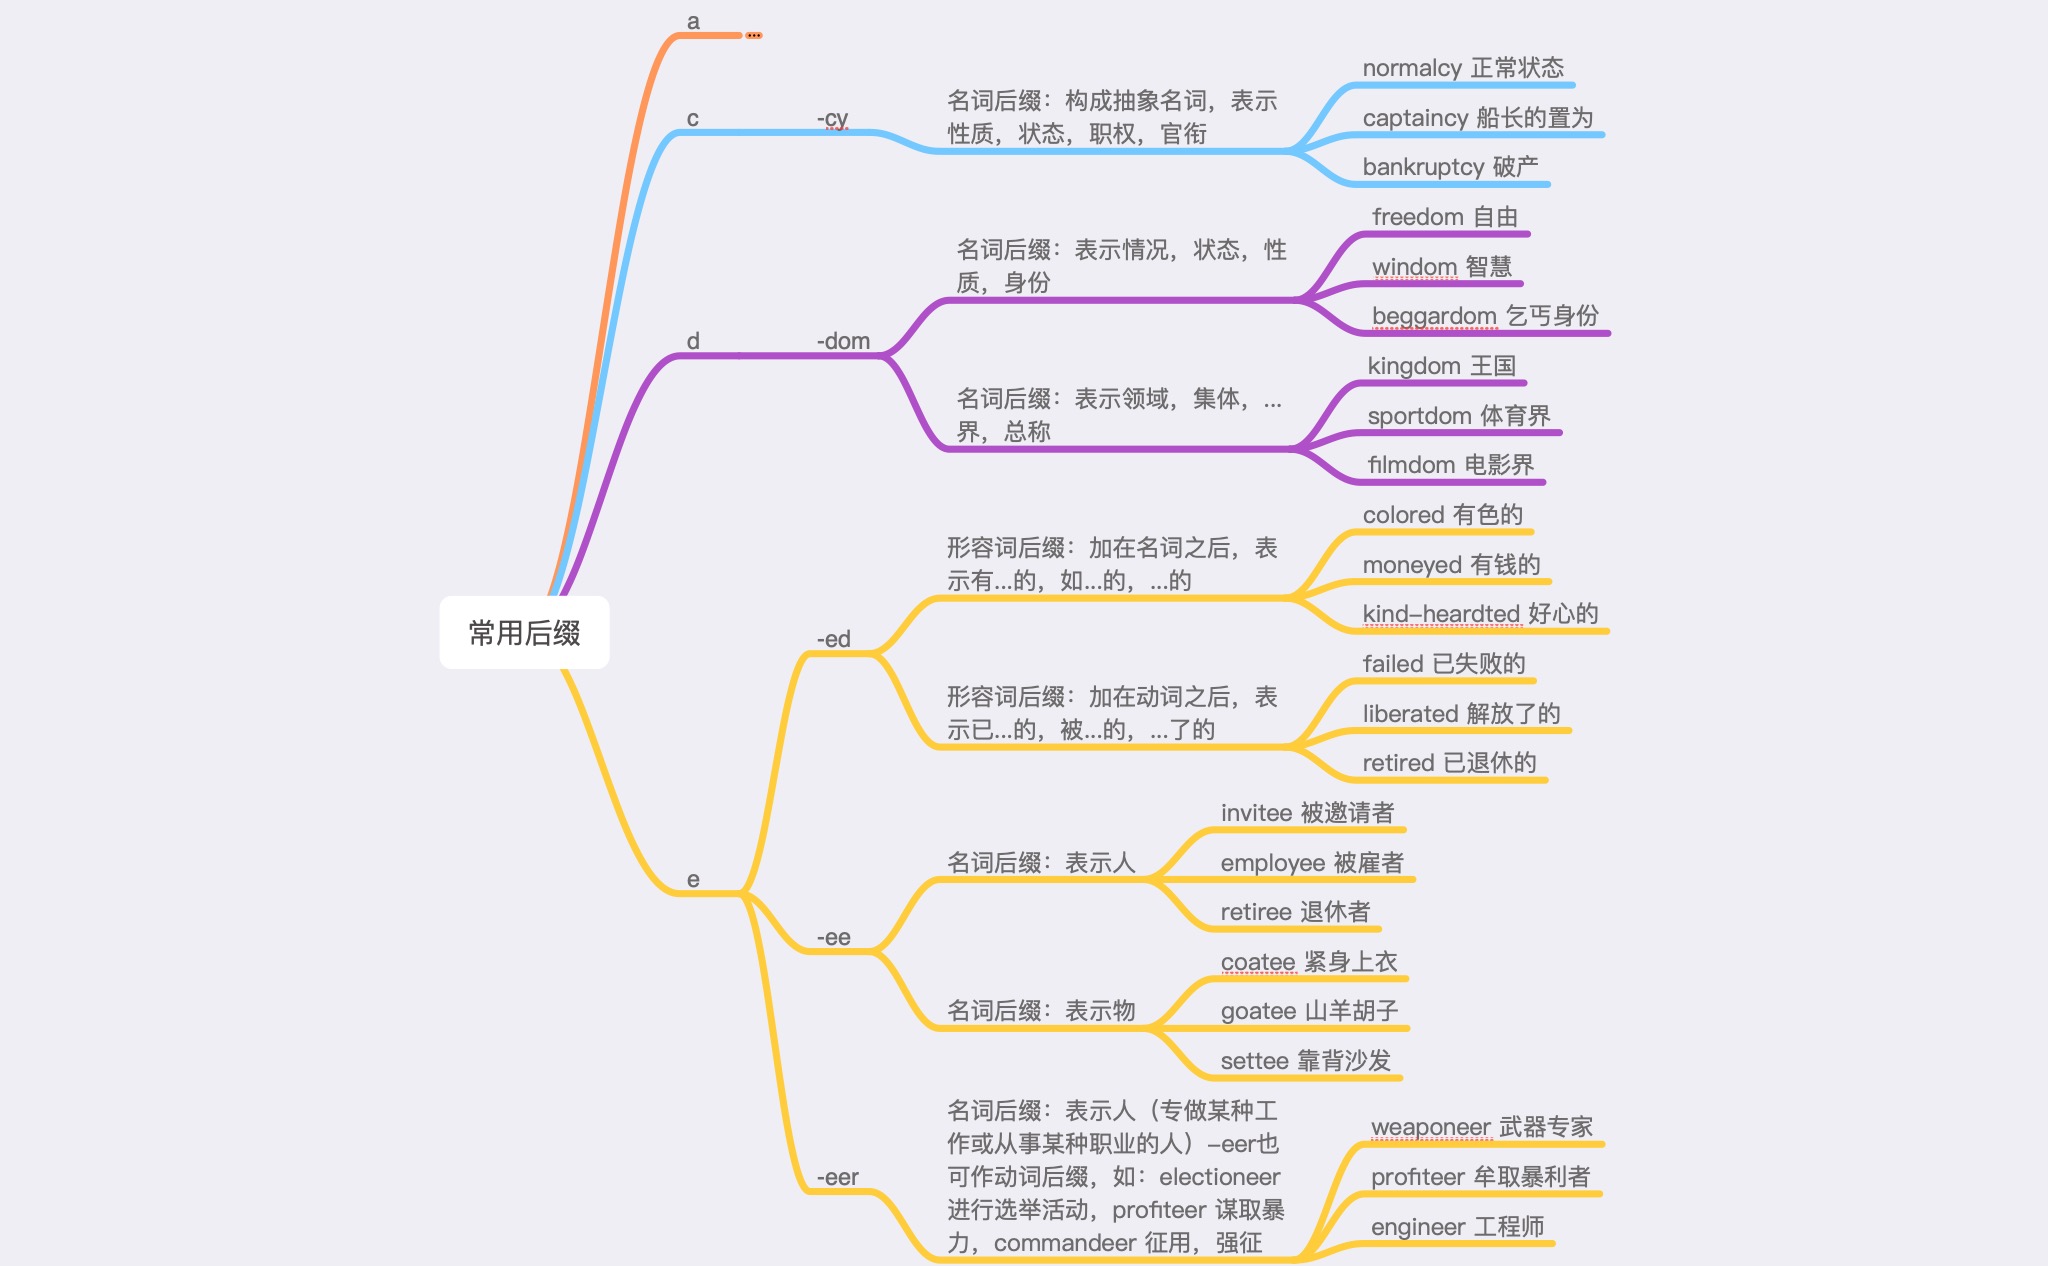 常用后缀
a
c
-cy
名词后缀：构成抽象名词，表示
性质，状态，职权，官衔
normalcy 正常状态
captaincy 船长的置为
bankruptcy 破产
d
-dom
名词后缀：表示情况，状态，性
质，身份
freedom 自由
windom 智慧
beggardom 乞丐身份
名词后缀：表示领域，集体，...
界，总称
kingdom 王国
sportdom 体育界
filmdom 电影界
e
-ed
形容词后缀：加在名词之后，表
示有...的，如...的，...的
colored 有色的
moneyed 有钱的
kind-heardted 好心的
形容词后缀：加在动词之后，表
示已...的，被...的，...了的
failed 已失败的
liberated 解放了的
retired 已退休的
-ee
名词后缀：表示人
invitee 被邀请者
employee 被雇者
retiree 退休者
名词后缀：表示物
coatee 紧身上衣
goatee 山羊胡子
settee 靠背沙发
-eer
名词后缀：表示人（专做某种工
作或从事某种职业的人）-eer也
可作动词后缀，如：electioneer
进行选举活动，profiteer 谋取暴
力，commandeer 征用，强征
weaponeer 武器专家
profiteer 牟取暴利者
engineer 工程师